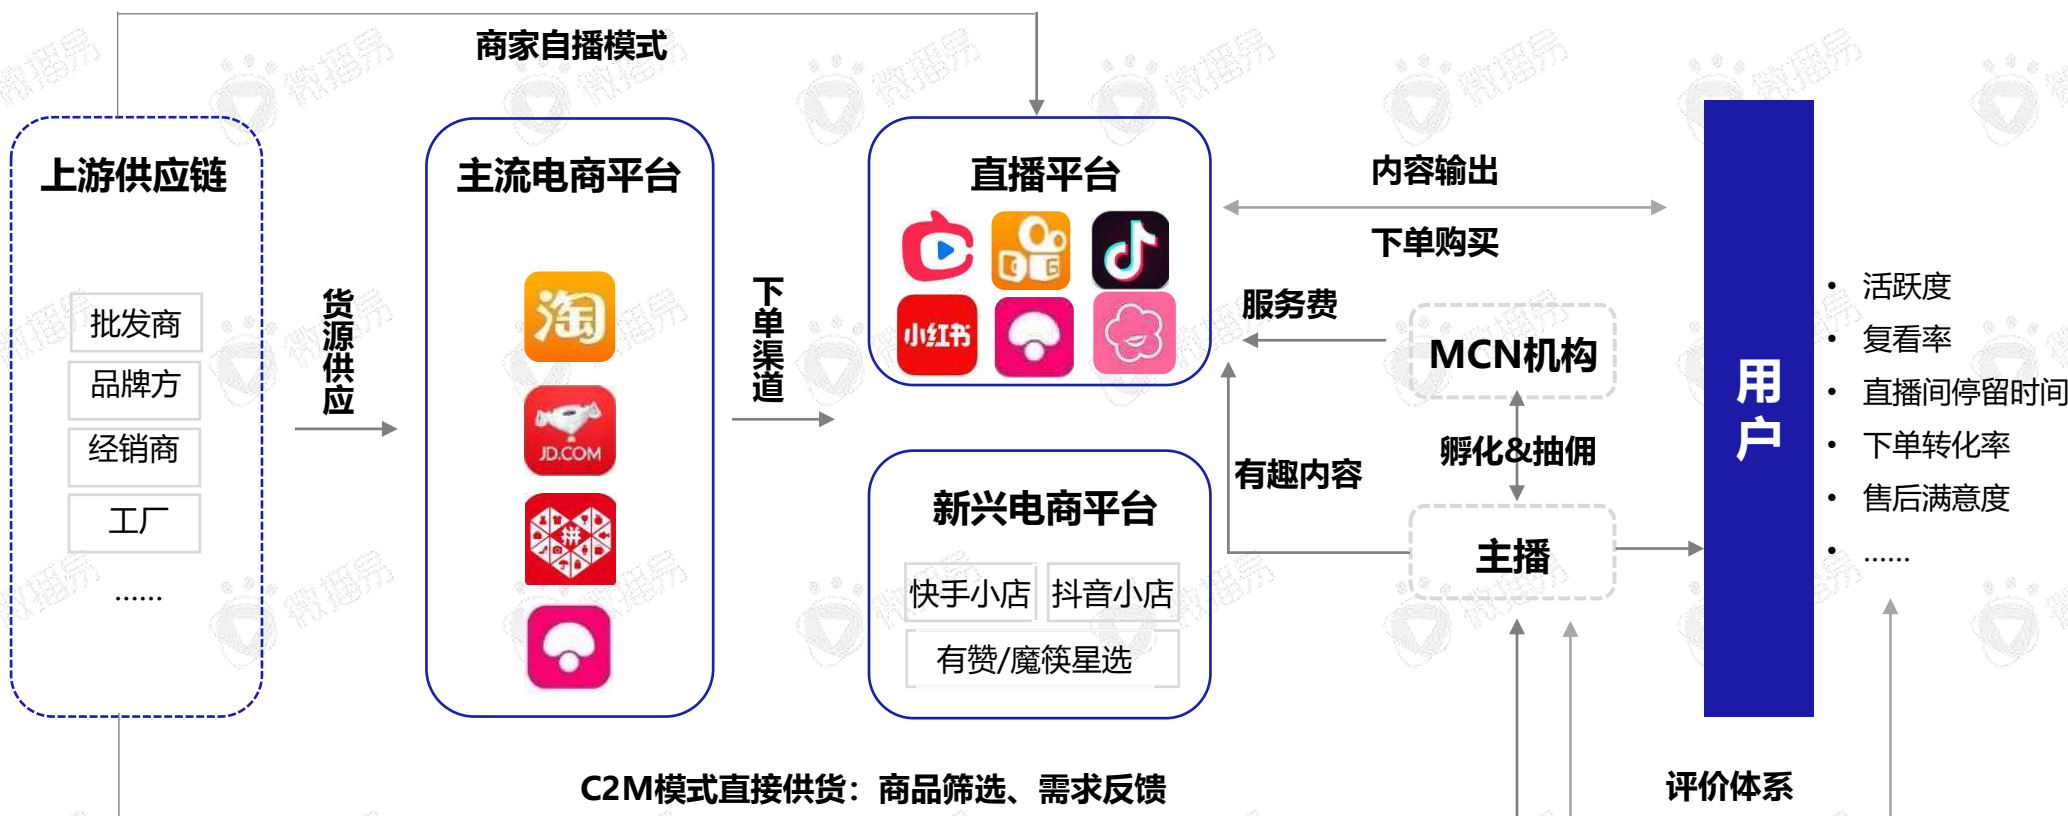 商家自播模式
上游供应链
批发商
品牌方
经销商
工厂
......
货源供应
主流电商平台
淘
JD.COM
拼
下单渠道
直播平台
小红书
新兴电商平台
快手小店
抖音小店
有赞/魔筷星选
内容输出
下单购买
服务费
MCN机构
孵化&抽佣
有趣内容
主播
用户
• 活跃度
• 复看率
• 直播间停留时间
• 下单转化率
• 售后满意度
• ......
C2M模式直接供货：商品筛选、需求反馈
评价体系
微播易